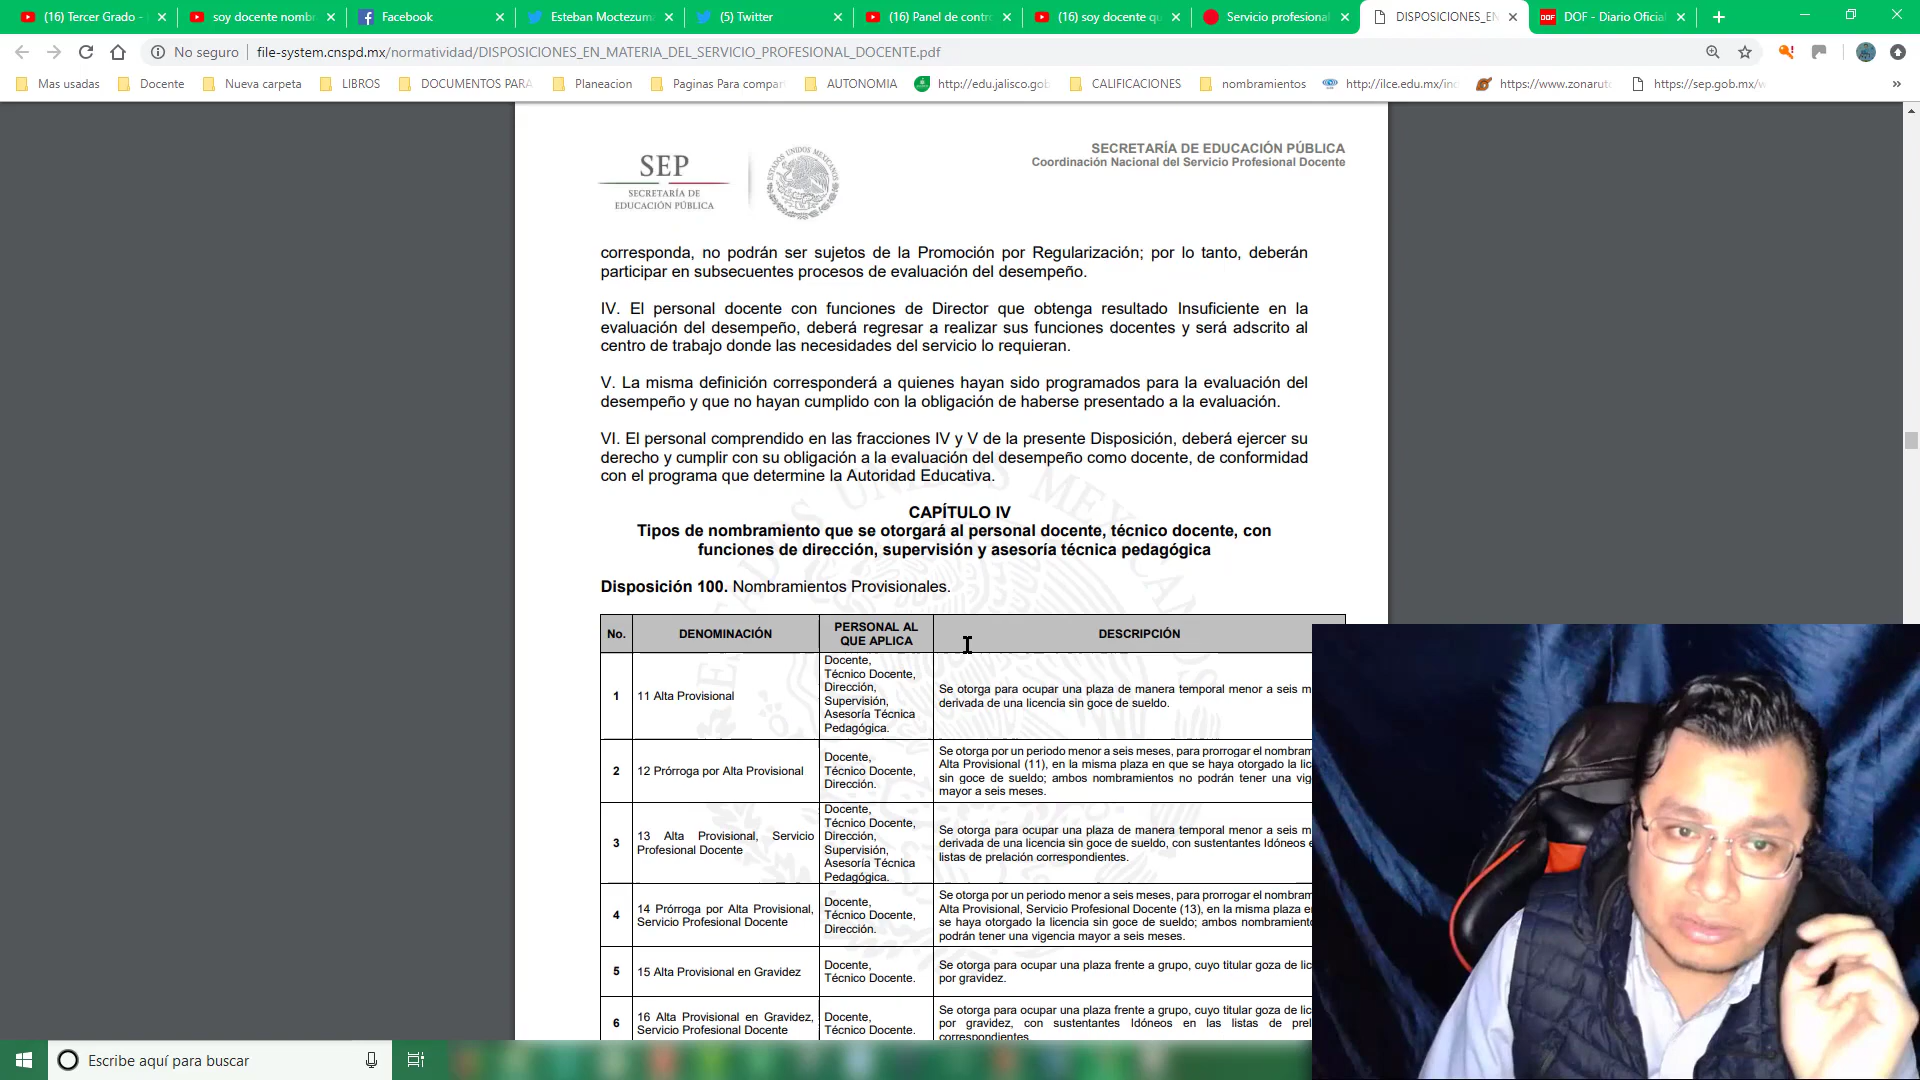 (16) Tercer Grado -
soy docente nombr
Facebook
Esteban Moctezum
(5) Twitter
(16) Panel de contr
(16) soy docente qu
Servicio profesional
DISPOSICIONES_EN
DOF - Diario Oficial
No seguro
file-system.cnspd.mx/normatividad/DISPOSICIONES_EN_MATERIA_DEL_SERVICIO_PROFESIONAL_DOCENTE.pdf
Mas usadas
Docente
Nueva carpeta
LIBROS
DOCUMENTOS PARA
Planeacion
Paginas Para compar
AUTONOMIA
http://edu.jalisco.go
CALIFICACIONES
nombramientos
http://ilce.edu.mx/in
https://www.zonarut
https://sep.gob.mx/
SEP
SECRETARÍA DE
EDUCACIÓN PÚBLICA
ESTADOS UNIDOS MEXICANOS
SECRETARÍA DE EDUCACIÓN PÚBLICA
Coordinación Nacional del Servicio Profesional Docente
corresponda, no podrán ser sujetos de la Promoción por Regularización; por lo tanto, deberán
participar en subsecuentes procesos de evaluación del desempeño.
IV. El personal docente con funciones de Director que obtenga resultado Insuficiente en la
evaluación del desempeño, deberá regresar a realizar sus funciones docentes y será adscrito al
centro de trabajo donde las necesidades del servicio lo requieran.
V. La misma definición corresponderá a quienes hayan sido programados para la evaluación del
desempeño y que no hayan cumplido con la obligación de haberse presentado a la evaluación.
VI. El personal comprendido en las fracciones IV y V de la presente Disposición, deberá ejercer su
derecho y cumplir con su obligación a la evaluación del desempeño como docente, de conformidad
con el programa que determine la Autoridad Educativa.
CAPÍTULO IV
Tipos de nombramiento que se otorgará al personal docente, técnico docente, con
funciones de dirección, supervisión y asesoría técnica pedagógica
Disposición 100. Nombramientos Provisionales.
No.
DENOMINACIÓN
PERSONAL AL
QUE APLICA
DESCRIPCIÓN
1
11 Alta Provisional
Docente,
Técnico Docente,
Dirección,
Supervisión,
Asesoría Técnica
Pedagógica.
Se otorga para ocupar una plaza de manera temporal menor a seis m
derivada de una licencia sin goce de sueldo.
2
12 Prórroga por Alta Provisional
Docente,
Técnico Docente,
Dirección.
Se otorga por un periodo menor a seis meses, para prorrogar el nombram
Alta Provisional (11), en la misma plaza en que se haya otorgado la lic
sin goce de sueldo; ambos nombramientos no podrán tener una vig
mayor a seis meses.
3
13 Alta Provisional, Servicio
Profesional Docente
Docente,
Técnico Docente,
Dirección,
Supervisión,
Asesoría Técnica
Pedagógica.
Se otorga para ocupar una plaza de manera temporal menor a seis m
derivada de una licencia sin goce de sueldo, con sustentantes Idóneos e
listas de prelación correspondientes.
4
14 Prórroga por Alta Provisional,
Servicio Profesional Docente
Docente,
Técnico Docente,
Dirección.
Se otorga por un periodo menor a seis meses, para prorrogar el nombram
Alta Provisional, Servicio Profesional Docente (13), en la misma plaza en
se haya otorgado la licencia sin goce de sueldo; ambos nombramiento
podrán tener una vigencia mayor a seis meses.
5
15 Alta Provisional en Gravidez
Docente,
Técnico Docente.
Se otorga para ocupar una plaza frente a grupo, cuyo titular goza de lic
por gravidez.
6
16 Alta Provisional en Gravidez,
Servicio Profesional Docente
Docente,
Técnico Docente.
Se otorga para ocupar una plaza frente a grupo, cuyo titular goza de lic
por gravidez, con sustentantes Idóneos en las listas de prel
correspondientes
Escribe aquí para buscar